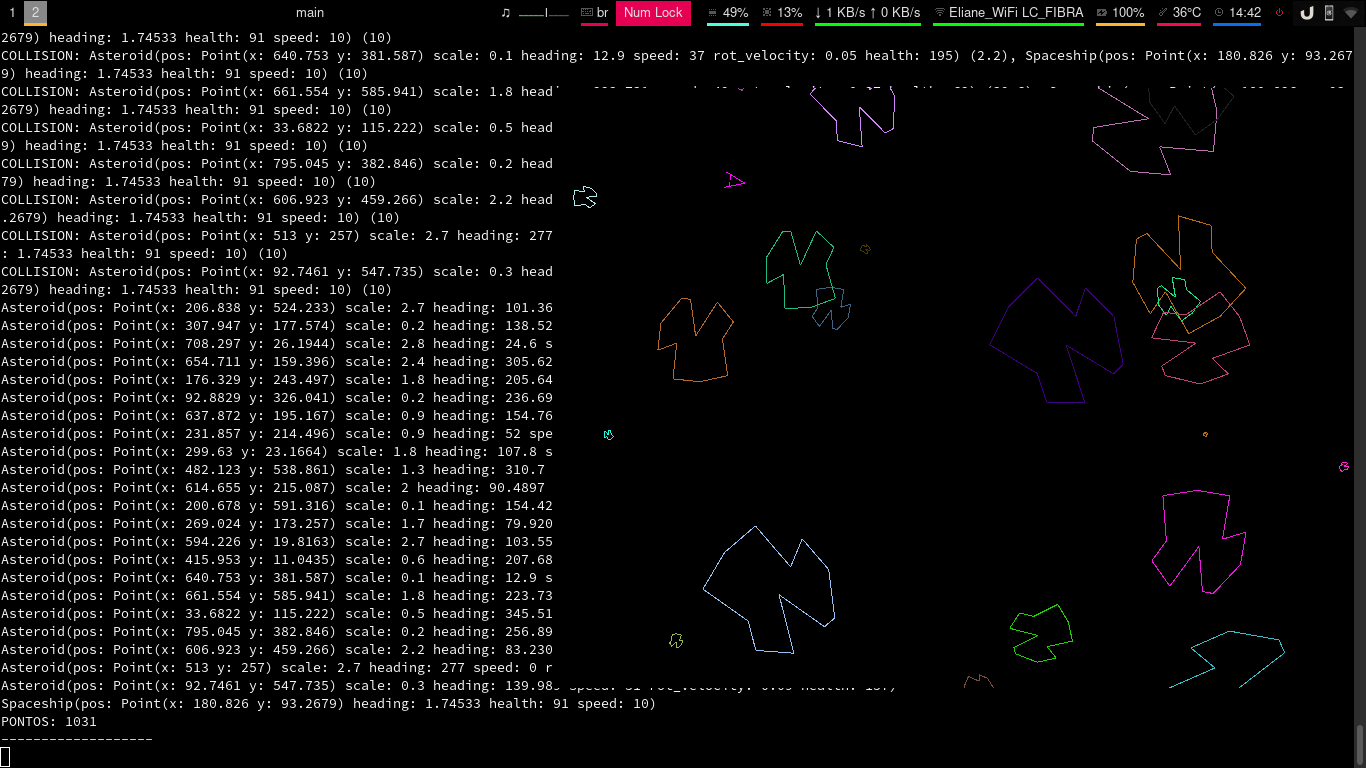 1 2 main br Num Lock 49% 13% ↓ 1 KB/s ↑ 0 KB/s Eliane_WiFi LC_FIBRA 100% 36°C 14:42
2679) heading: 1.74533 health: 91 speed: 10) (10)
COLLISION: Asteroid(pos: Point(x: 640.753 y: 381.587) scale: 0.1 heading: 12.9 speed: 37 rot_velocity: 0.05 health: 195) (2.2), Spaceship(pos: Point(x: 180.826 y: 93.267
9) heading: 1.74533 health: 91 speed: 10) (10)
COLLISION: Asteroid(pos: Point(x: 661.554 y: 585.941) scale: 1.8 head
2679) heading: 1.74533 health: 91 speed: 10) (10)
COLLISION: Asteroid(pos: Point(x: 33.6822 y: 115.222) scale: 0.5 head
9) heading: 1.74533 health: 91 speed: 10) (10)
COLLISION: Asteroid(pos: Point(x: 795.045 y: 382.846) scale: 0.2 head
79) heading: 1.74533 health: 91 speed: 10) (10)
COLLISION: Asteroid(pos: Point(x: 606.923 y: 459.266) scale: 2.2 head
.2679) heading: 1.74533 health: 91 speed: 10) (10)
COLLISION: Asteroid(pos: Point(x: 513 y: 257) scale: 2.7 heading: 277
: 1.74533 health: 91 speed: 10) (10)
COLLISION: Asteroid(pos: Point(x: 92.7461 y: 547.735) scale: 0.3 head
2679) heading: 1.74533 health: 91 speed: 10) (10)
Asteroid(pos: Point(x: 206.838 y: 524.233) scale: 2.7 heading: 101.36
Asteroid(pos: Point(x: 307.947 y: 177.574) scale: 0.2 heading: 138.52
Asteroid(pos: Point(x: 708.297 y: 26.1944) scale: 2.8 heading: 24.6 s
Asteroid(pos: Point(x: 654.711 y: 159.396) scale: 2.4 heading: 305.62
Asteroid(pos: Point(x: 176.329 y: 243.497) scale: 1.8 heading: 205.64
Asteroid(pos: Point(x: 92.8829 y: 326.041) scale: 0.2 heading: 236.69
Asteroid(pos: Point(x: 637.872 y: 195.167) scale: 0.9 heading: 154.76
Asteroid(pos: Point(x: 231.857 y: 214.496) scale: 0.9 heading: 52 spe
Asteroid(pos: Point(x: 299.63 y: 23.1664) scale: 1.8 heading: 107.8 s
Asteroid(pos: Point(x: 482.123 y: 538.861) scale: 1.3 heading: 310.7
Asteroid(pos: Point(x: 614.655 y: 215.087) scale: 2 heading: 90.4897
Asteroid(pos: Point(x: 200.678 y: 591.316) scale: 0.1 heading: 154.42
Asteroid(pos: Point(x: 269.024 y: 173.257) scale: 1.7 heading: 79.920
Asteroid(pos: Point(x: 594.226 y: 19.8163) scale: 2.7 heading: 103.55
Asteroid(pos: Point(x: 415.953 y: 11.0435) scale: 0.6 heading: 207.68
Asteroid(pos: Point(x: 640.753 y: 381.587) scale: 0.1 heading: 12.9 s
Asteroid(pos: Point(x: 661.554 y: 585.941) scale: 1.8 heading: 223.73
Asteroid(pos: Point(x: 33.6822 y: 115.222) scale: 0.5 heading: 345.51
Asteroid(pos: Point(x: 795.045 y: 382.846) scale: 0.2 heading: 256.89
Asteroid(pos: Point(x: 606.923 y: 459.266) scale: 2.2 heading: 83.230
Asteroid(pos: Point(x: 513 y: 257) scale: 2.7 heading: 277 speed: 0 r
Asteroid(pos: Point(x: 92.7461 y: 547.735) scale: 0.3 heading: 139.98
Spaceship(pos: Point(x: 180.826 y: 93.2679) heading: 1.74533 health: 91 speed: 10)
PONTOS: 1031
-------------------